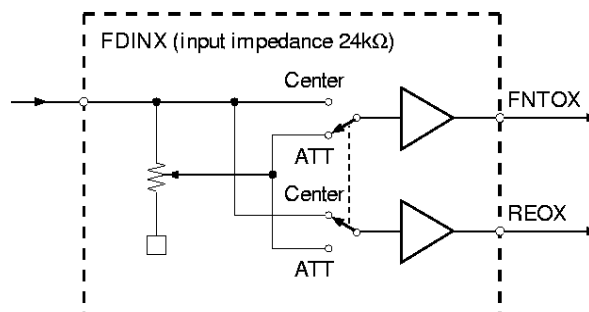 FDINX (input impedance 24kΩ)
Center
FNTOX
ATT
Center
REOX
ATT